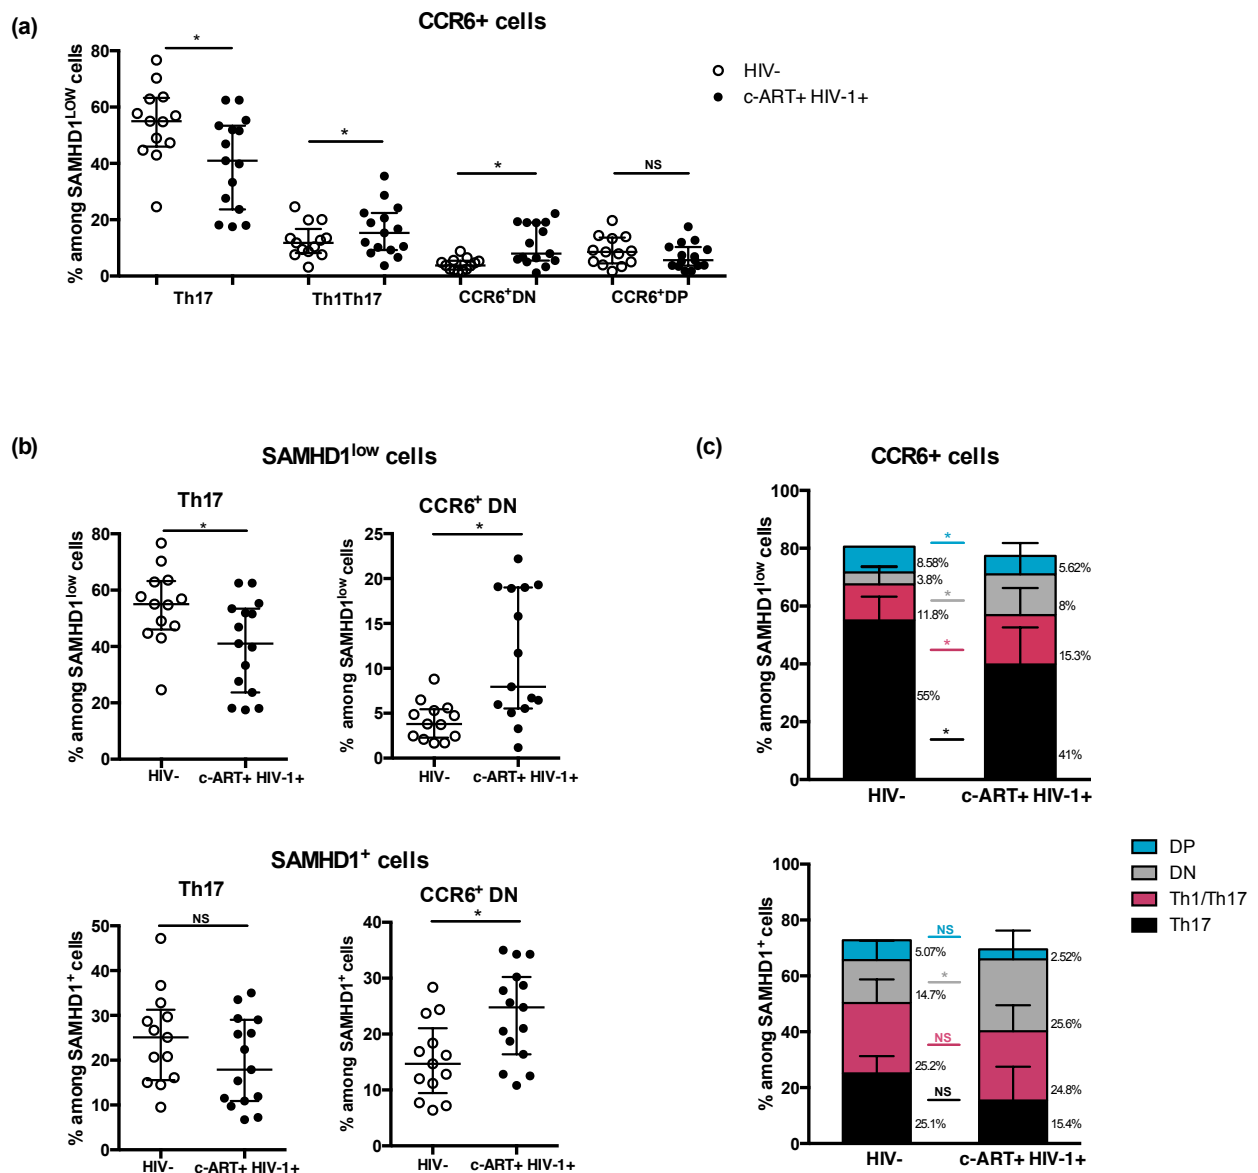 (a)
CCR6+ cells
% among SAMHD1LOW cells
80
60
40
20
0
*
*
*
NS
Th17
Th1Th17
CCR6+DN
CCR6+DP
HIV-
c-ART+ HIV-1+
(b)
SAMHD1low cells
Th17
% among SAMHD1low cells
80
60
40
20
0
*
HIV-
c-ART+ HIV-1+
CCR6+ DN
% among SAMHD1low cells
25
20
15
10
5
0
*
HIV-
c-ART+ HIV-1+
SAMHD1+ cells
Th17
% among SAMHD1+ cells
50
40
30
20
10
0
NS
HIV-
c-ART+ HIV-1+
CCR6+ DN
% among SAMHD1+ cells
40
30
20
10
0
*
HIV-
c-ART+ HIV-1+
(c)
CCR6+ cells
% among SAMHD1low cells
100
80
60
40
20
0
8.58%
3.8%
11.8%
55%
*
*
*
*
5.62%
8%
15.3%
41%
HIV-
c-ART+ HIV-1+
% among SAMHD1+ cells
100
80
60
40
20
0
5.07%
14.7%
25.2%
25.1%
NS
*
NS
NS
2.52%
25.6%
24.8%
15.4%
HIV-
c-ART+ HIV-1+
DP
DN
Th1/Th17
Th17